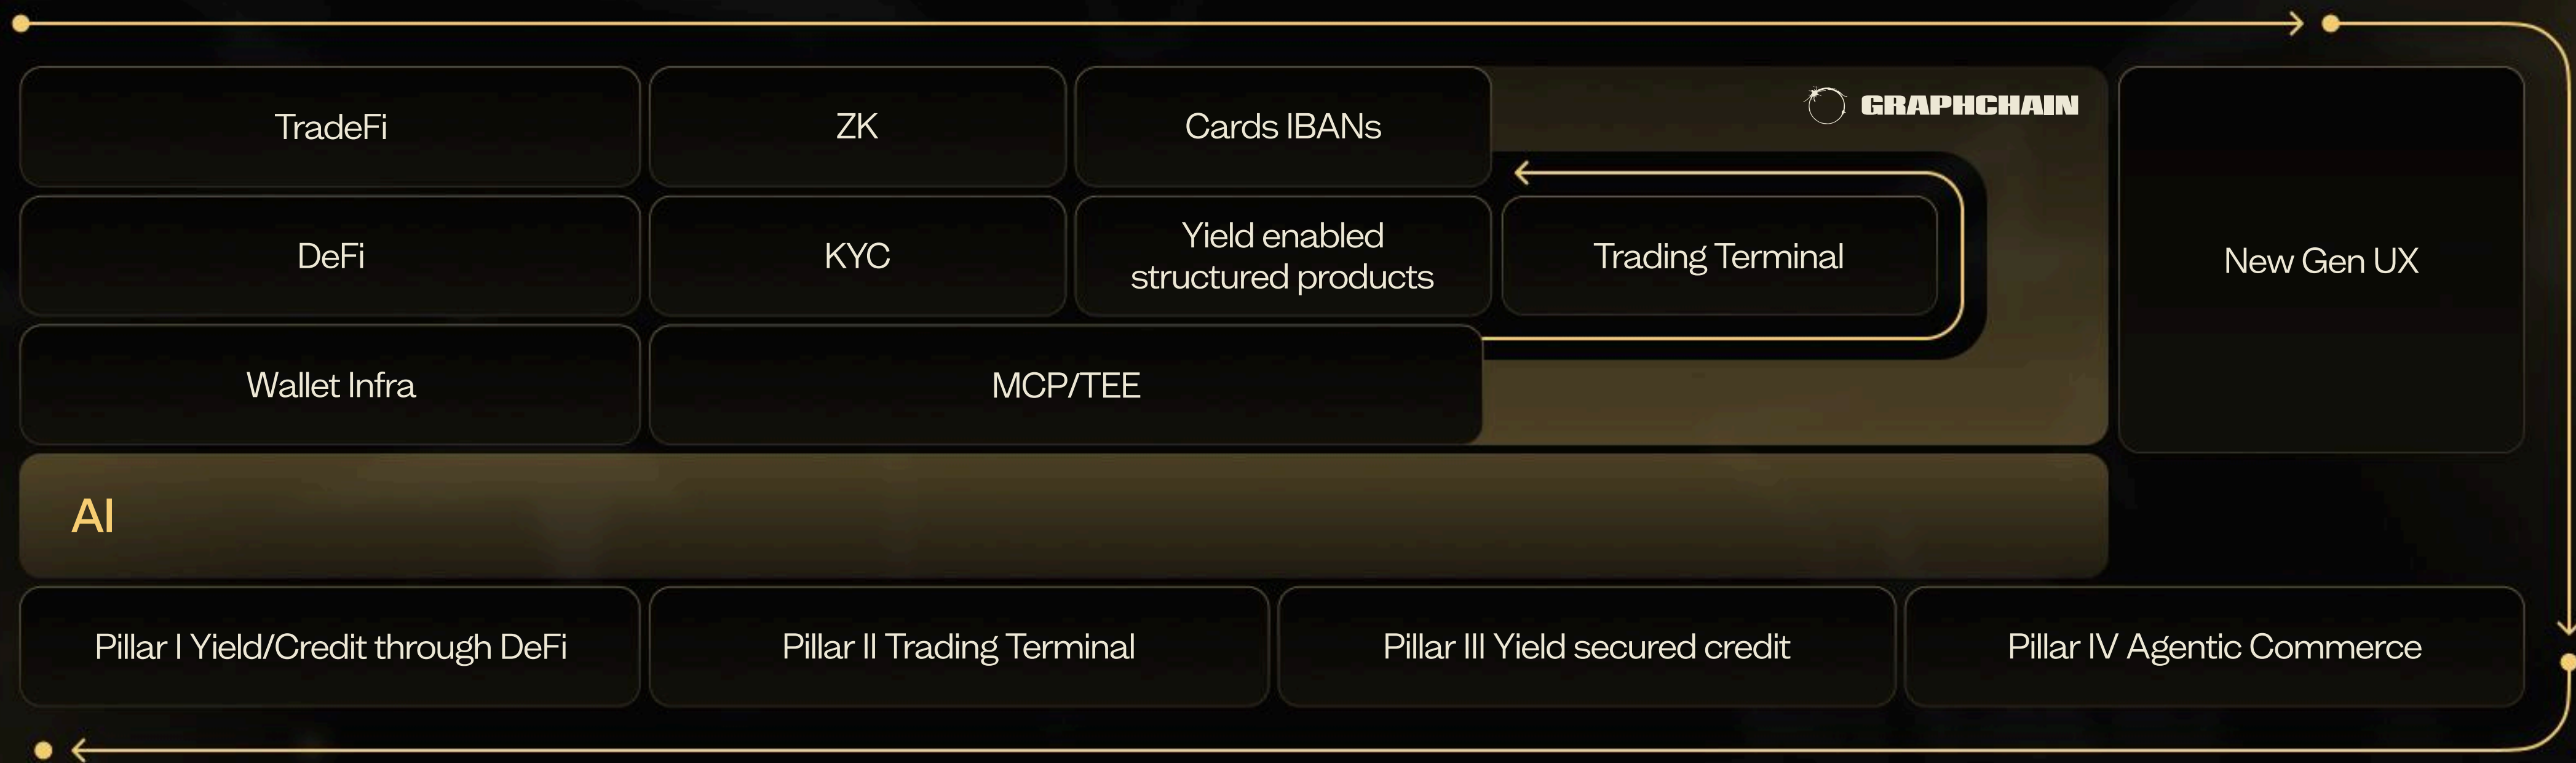 TradeFi
ZK
Cards IBANs
GRAPHCHAIN
DeFi
KYC
Yield enabled
structured products
Trading Terminal
New Gen UX
Wallet Infra
MCP/TEE
AI
Pillar I Yield/Credit through DeFi
Pillar II Trading Terminal
Pillar III Yield secured credit
Pillar IV Agentic Commerce